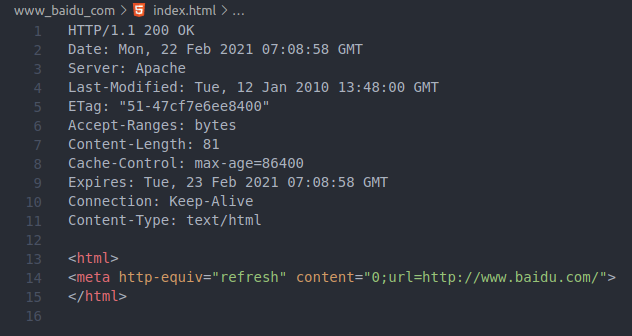 www_baidu_com > index.html > ...
1 HTTP/1.1 200 OK
2 Date: Mon, 22 Feb 2021 07:08:58 GMT
3 Server: Apache
4 Last-Modified: Tue, 12 Jan 2010 13:48:00 GMT
5 ETag: "51-47cf7e6ee8400"
6 Accept-Ranges: bytes
7 Content-Length: 81
8 Cache-Control: max-age=86400
9 Expires: Tue, 23 Feb 2021 07:08:58 GMT
10 Connection: Keep-Alive
11 Content-Type: text/html
12
13 <html>
14 <meta http-equiv="refresh" content="0;url=http://www.baidu.com/">
15 </html>
16